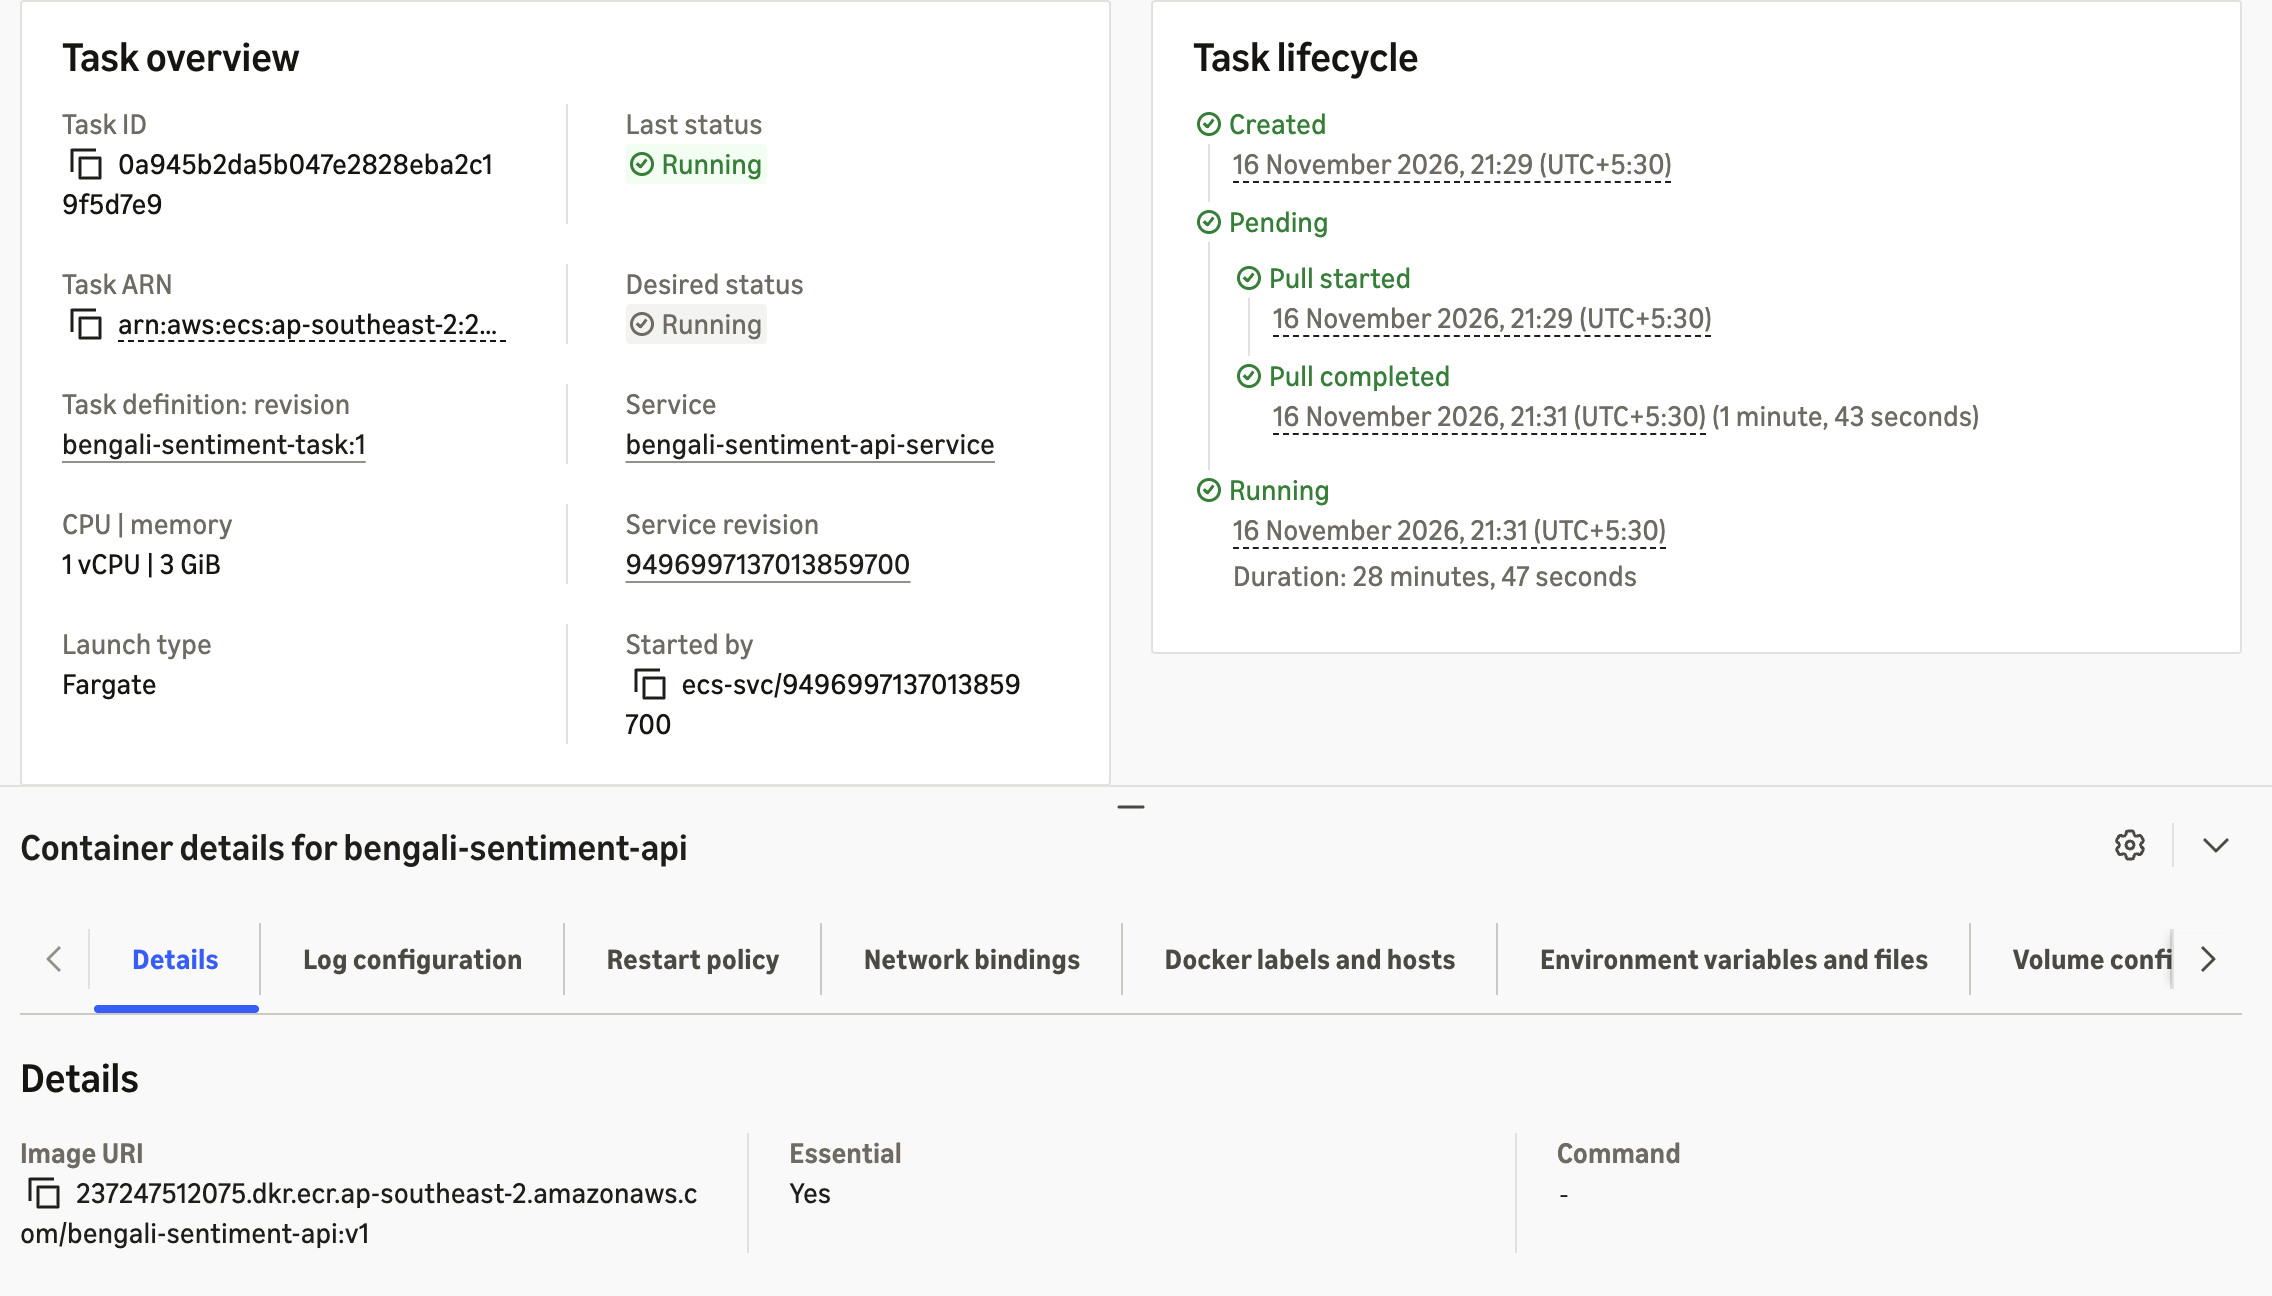 Task overview
Task ID
0a945b2da5b047e2828eba2c1
9f5d7e9
Last status
Running
Task ARN
arn:aws:ecs:ap-southeast-2:2...
Desired status
Running
Task definition: revision
bengali-sentiment-task:1
Service
bengali-sentiment-api-service
CPU | memory
1 vCPU | 3 GiB
Service revision
9496997137013859700
Launch type
Fargate
Started by
ecs-svc/9496997137013859
700
Task lifecycle
Created
16 November 2026, 21:29 (UTC+5:30)
Pending
Pull started
16 November 2026, 21:29 (UTC+5:30)
Pull completed
16 November 2026, 21:31 (UTC+5:30) (1 minute, 43 seconds)
Running
16 November 2026, 21:31 (UTC+5:30)
Duration: 28 minutes, 47 seconds
Container details for bengali-sentiment-api
Details
Log configuration
Restart policy
Network bindings
Docker labels and hosts
Environment variables and files
Volume confi
Details
Image URI
237247512075.dkr.ecr.ap-southeast-2.amazonaws.c
om/bengali-sentiment-api:v1
Essential
Yes
Command
-